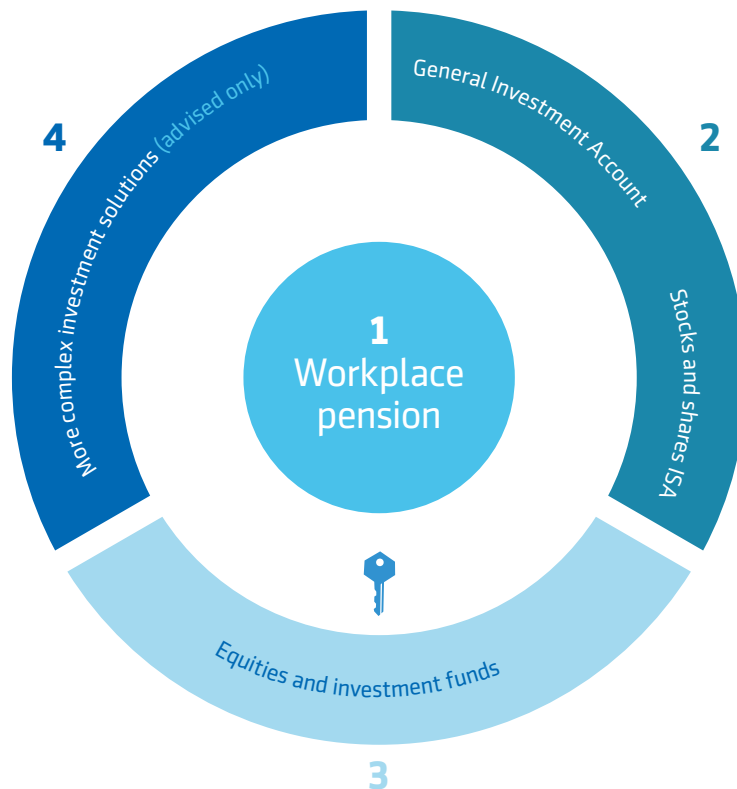 1
Workplace
pension
2
General Investment Account
Stocks and shares ISA
3
Equities and investment funds
4
More complex investment solutions (advised only)